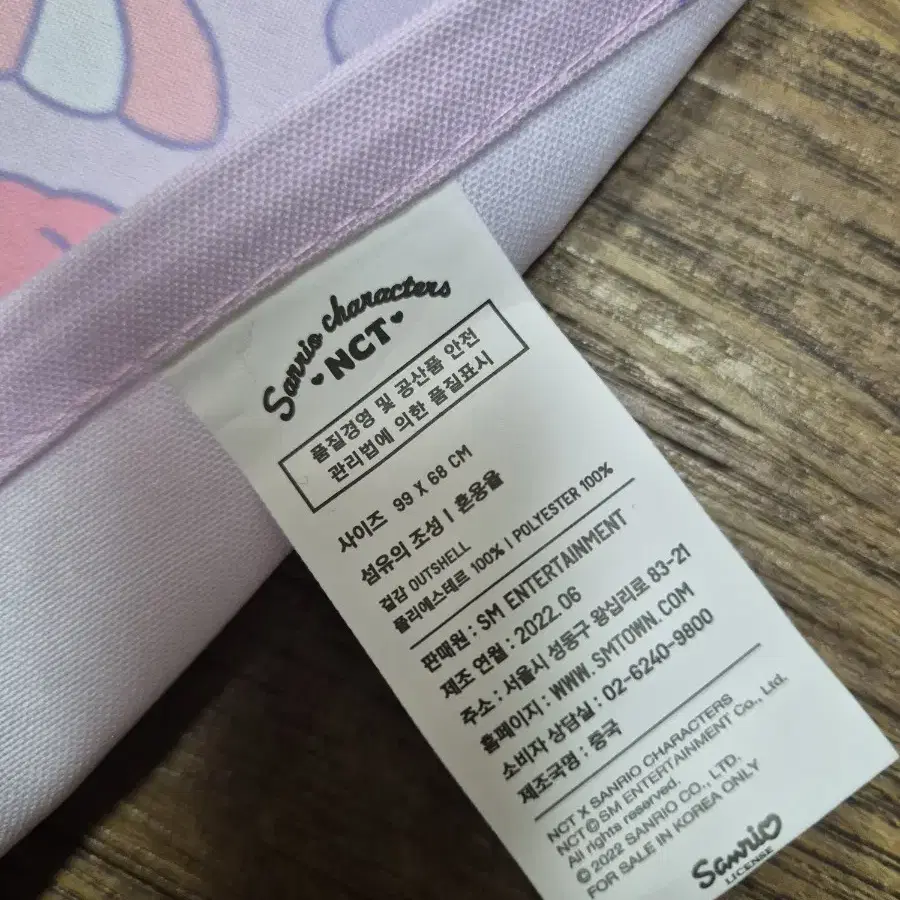 Sanrio characters
NCT
품질경영 및 공산품 안전
관리법에 의한 품질표시
사이즈 99 X 68 CM
섬유의 조성 | 혼용율
겉감 OUTSHELL
폴리에스테르 100% | POLYESTER 100%
판매원 : SM ENTERTAINMENT
제조 연월 : 2022.06
주소 : 서울시 성동구 왕십리로 83-21
홈페이지 : WWW.SMTOWN.COM
소비자 상담실 : 02-6240-9800
제조국명 : 중국
NCT X SANRIO CHARACTERS
NCT © SM ENTERTAINMENT Co., Ltd.
All rights reserved.
© 2022 SANRIO CO., LTD.
FOR SALE IN KOREA ONLY
Sanrio
LICENSE